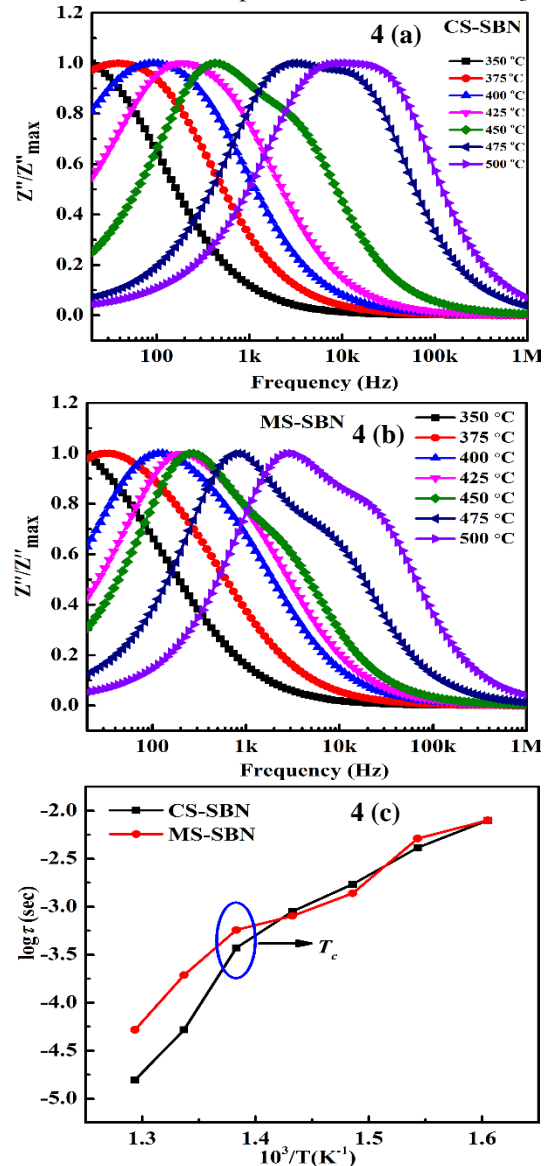 4 (a) CS-SBN
350 °C
375 °C
400 °C
425 °C
450 °C
475 °C
500 °C
1.2
1.0
0.8
0.6
0.4
0.2
0.0
Z''/Z''max
100 1k 10k 100k 1M
Frequency (Hz)
MS-SBN 4 (b)
350 °C
375 °C
400 °C
425 °C
450 °C
475 °C
500 °C
1.2
1.0
0.8
0.6
0.4
0.2
0.0
Z''/Z''max
100 1k 10k 100k 1M
Frequency (Hz)
CS-SBN 4 (c)
MS-SBN
-2.0
-2.5
-3.0
-3.5
-4.0
-4.5
-5.0
logτ (sec)
Tc
1.3 1.4 1.5 1.6
10³/T(K⁻¹)